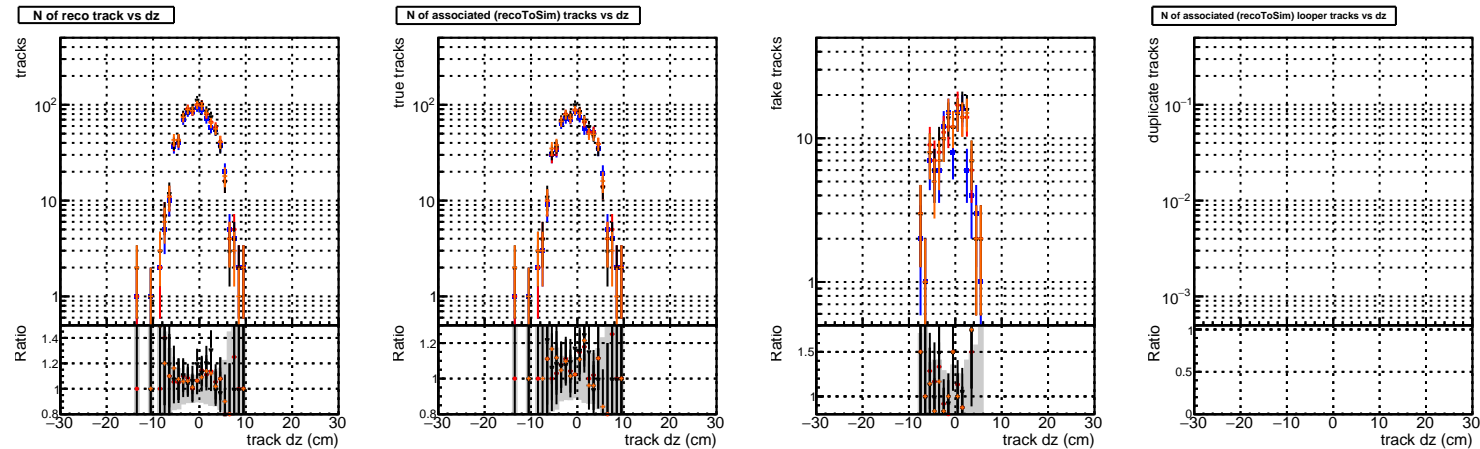 N of reco track vs dz
tracks
10²
10
1
Ratio
1.4
1.2
1
0.8
−30 −20 −10 0 10 20 30
track dz (cm)
N of associated (recoToSim) tracks vs dz
true tracks
10²
10
1
Ratio
1.2
1
0.8
−30 −20 −10 0 10 20 30
track dz (cm)
fake tracks
10
1
Ratio
1.5
1
−30 −20 −10 0 10 20 30
track dz (cm)
N of associated (recoToSim) looper tracks vs dz
duplicate tracks
10⁻¹
10⁻²
10⁻³
Ratio
1
0.5
0
−30 −20 −10 0 10 20 30
track dz (cm)